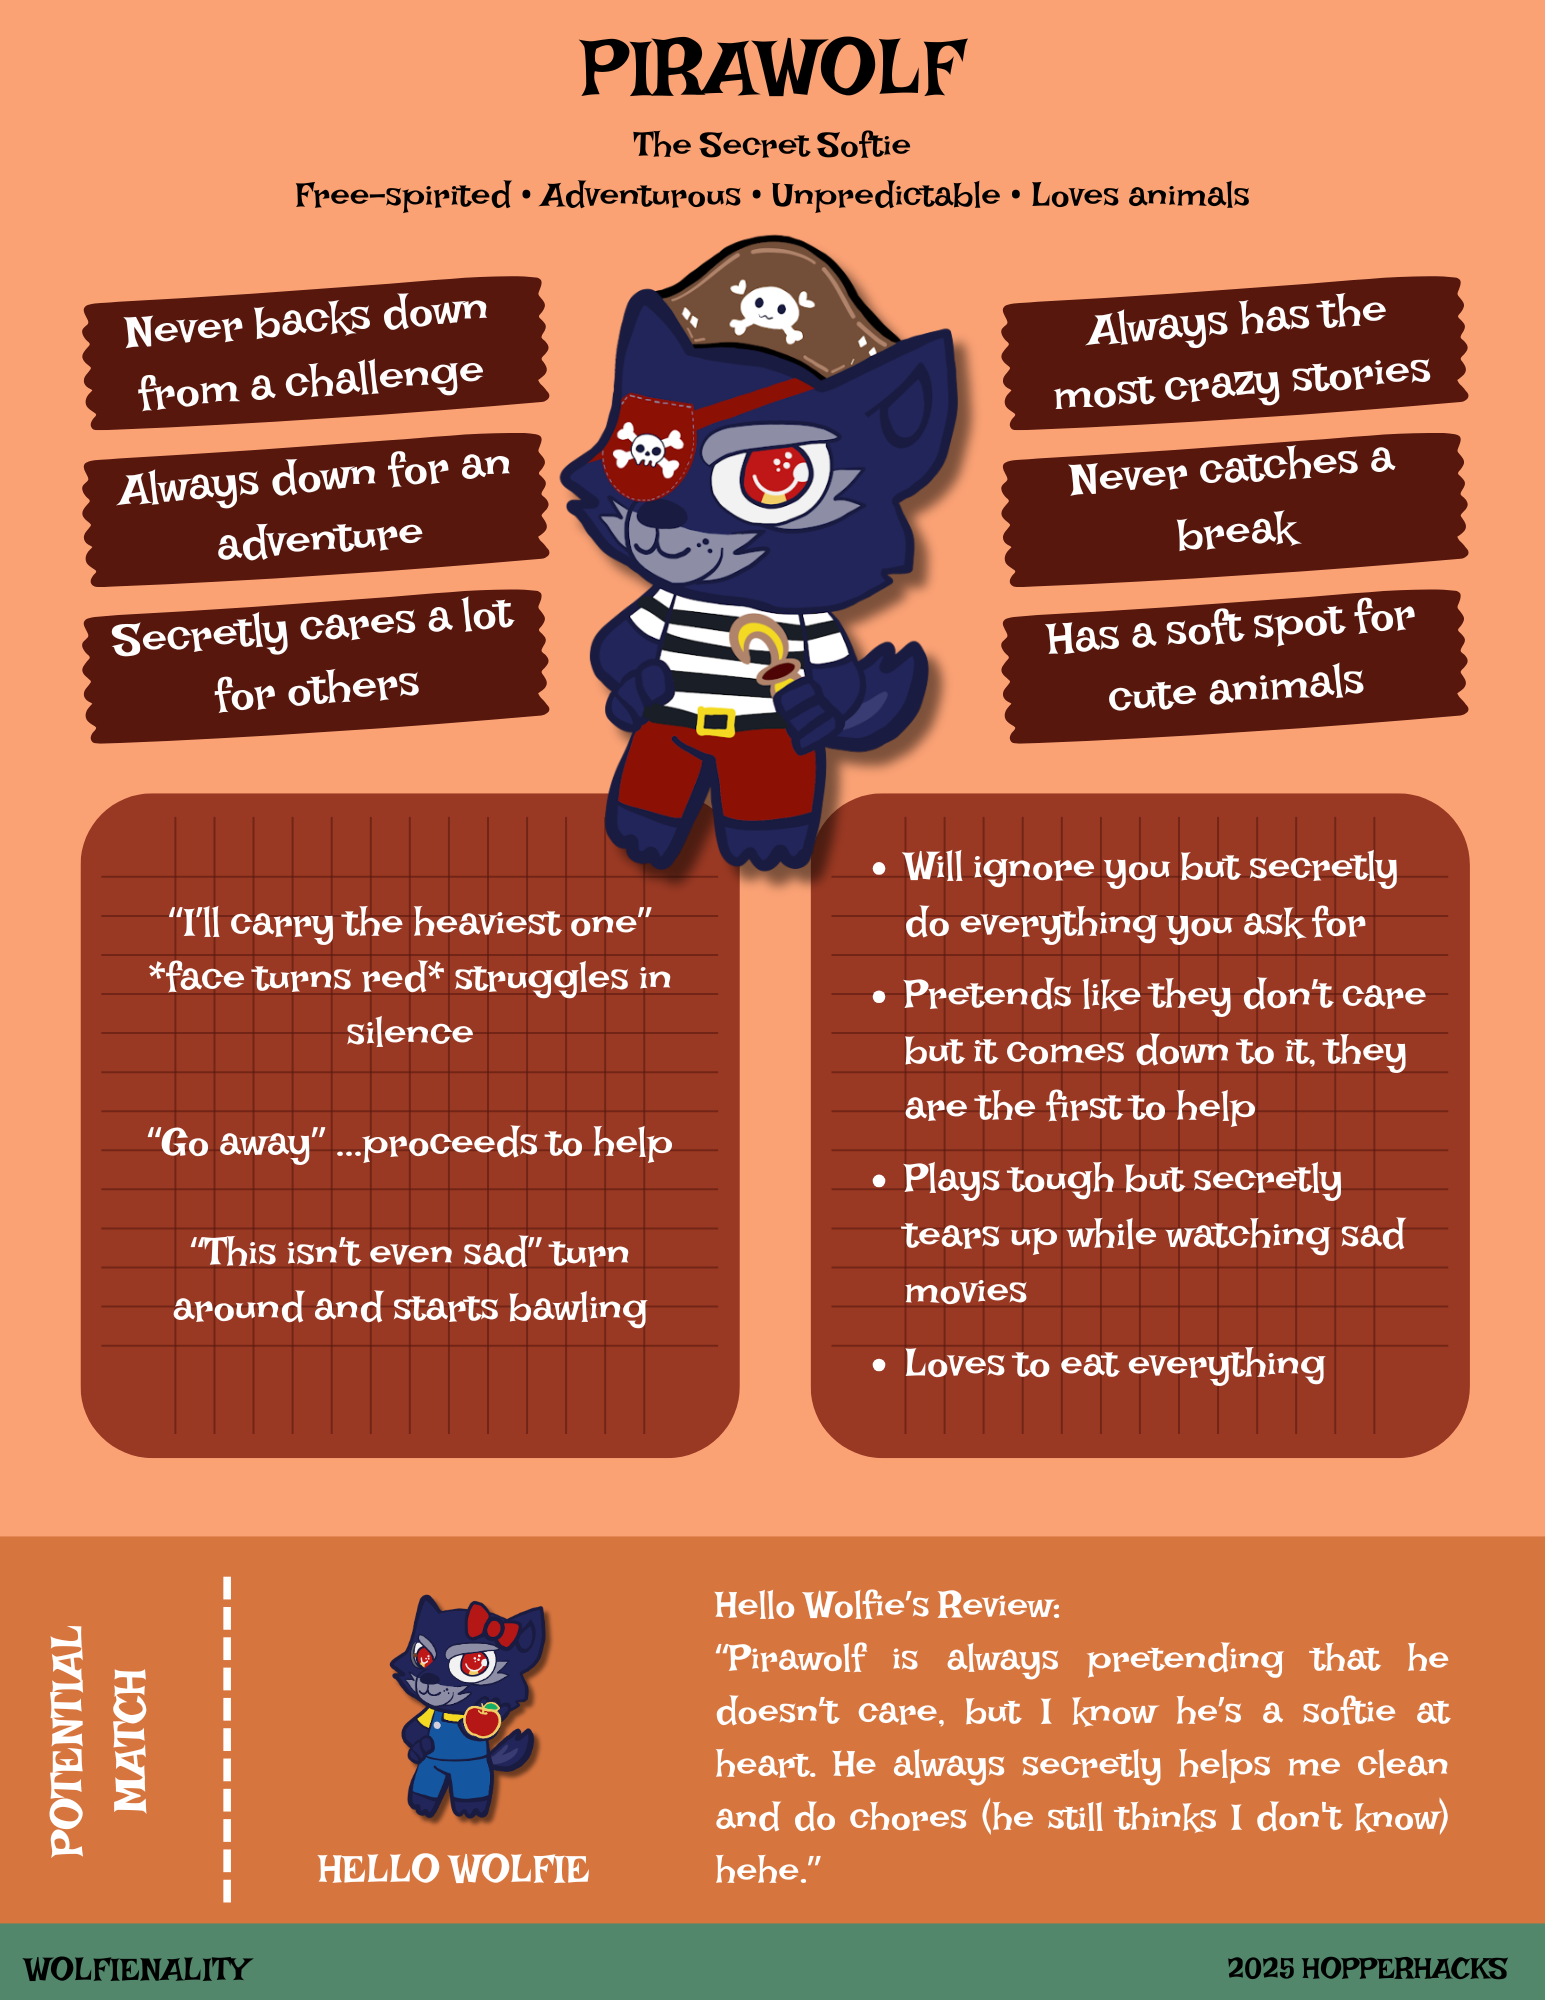 PIRAWOLF
The Secret Softie
Free-spirited • Adventurous • Unpredictable • Loves animals
Never backs down
from a challenge
Always down for an
adventure
Secretly cares a lot
for others
Always has the
most crazy stories
Never catches a
break
Has a soft spot for
cute animals
“I'll carry the heaviest one”
*face turns red* struggles in
silence
“Go away” ...proceeds to help
“This isn't even sad” turn
around and starts bawling
• Will ignore you but secretly
do everything you ask for
• Pretends like they don't care
but it comes down to it, they
are the first to help
• Plays tough but secretly
tears up while watching sad
movies
• Loves to eat everything
POTENTIAL
MATCH
HELLO WOLFIE
Hello Wolfie's Review:
“Pirawolf is always pretending that he
doesn't care, but I know he's a softie at
heart. He always secretly helps me clean
and do chores (he still thinks I don't know)
hehe.”
WOLFIENALITY
2025 HOPPERHACKS